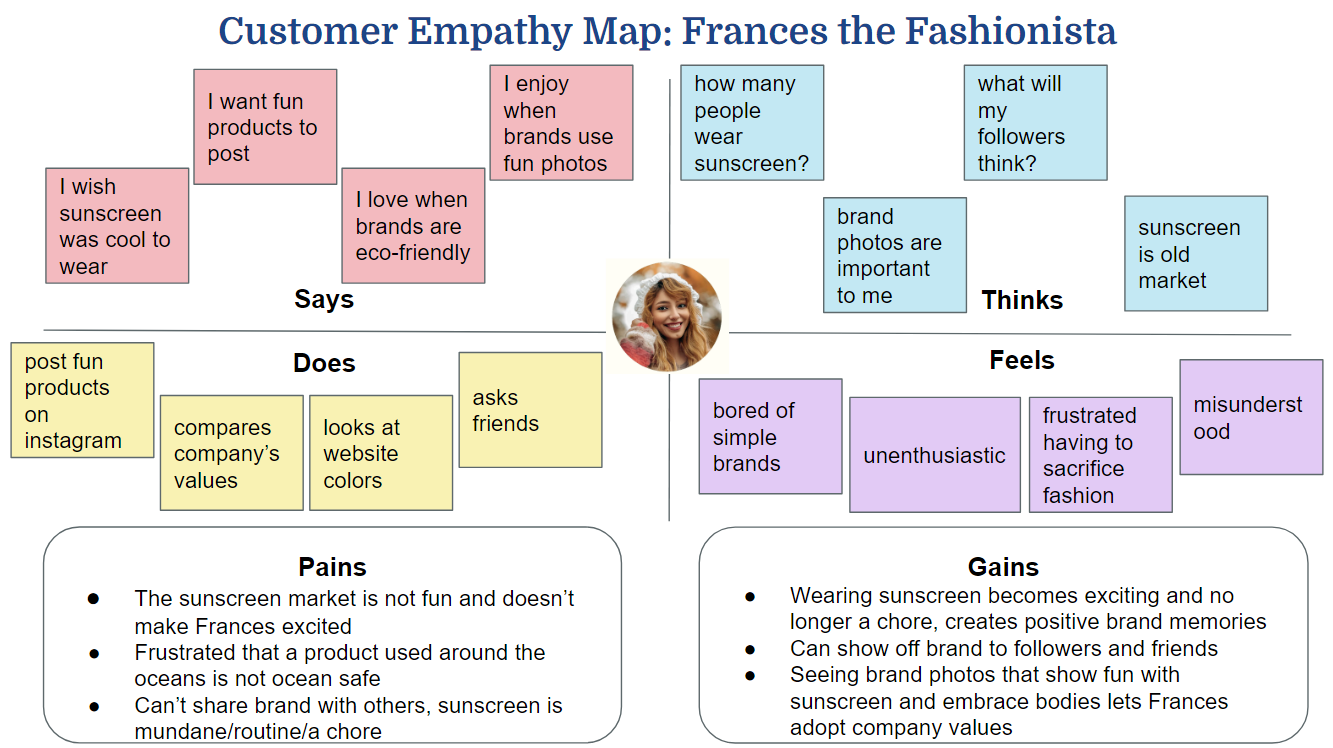 Customer Empathy Map: Frances the Fashionista
I wish
sunscreen
was cool to
wear
I want fun
products to
post
I love when
brands are
eco-friendly
I enjoy
when
brands use
fun photos
Says
how many
people
wear
sunscreen?
brand
photos are
important
to me
what will
my
followers
think?
sunscreen
is old
market
Thinks
Does
post fun
products
on
instagram
compares
company’s
values
looks at
website
colors
asks
friends
Feels
bored of
simple
brands
unenthusiastic
frustrated
having to
sacrifice
fashion
misunderst
ood
Pains
● The sunscreen market is not fun and doesn’t
make Frances excited
● Frustrated that a product used around the
oceans is not ocean safe
● Can’t share brand with others, sunscreen is
mundane/routine/a chore
Gains
● Wearing sunscreen becomes exciting and no
longer a chore, creates positive brand memories
● Can show off brand to followers and friends
● Seeing brand photos that show fun with
sunscreen and embrace bodies lets Frances
adopt company values